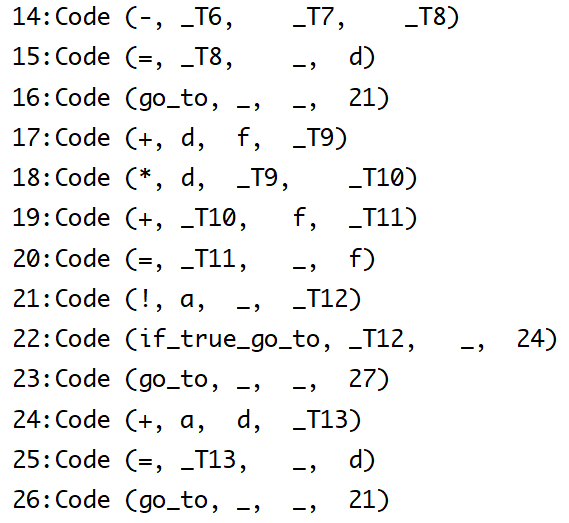 14:Code (-, _T6, _T7, _T8)
15:Code (=, _T8, _, d)
16:Code (go_to, _, _, 21)
17:Code (+, d, f, _T9)
18:Code (*, d, _T9, _T10)
19:Code (+, _T10, f, _T11)
20:Code (=, _T11, _, f)
21:Code (!, a, _, _T12)
22:Code (if_true_go_to, _T12, _, 24)
23:Code (go_to, _, _, 27)
24:Code (+, a, d, _T13)
25:Code (=, _T13, _, d)
26:Code (go_to, _, _, 21)